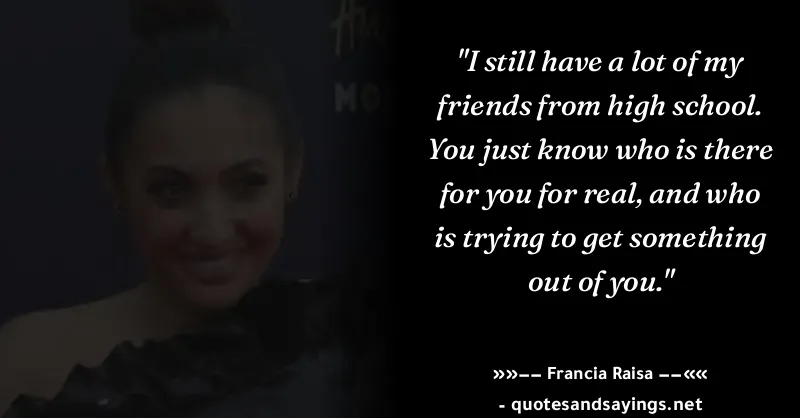 "I still have a lot of my
friends from high school.
You just know who is there
for you for real, and who
is trying to get something
out of you."
»»−− Francia Raisa −−««
- quotesandsayings.net
MO